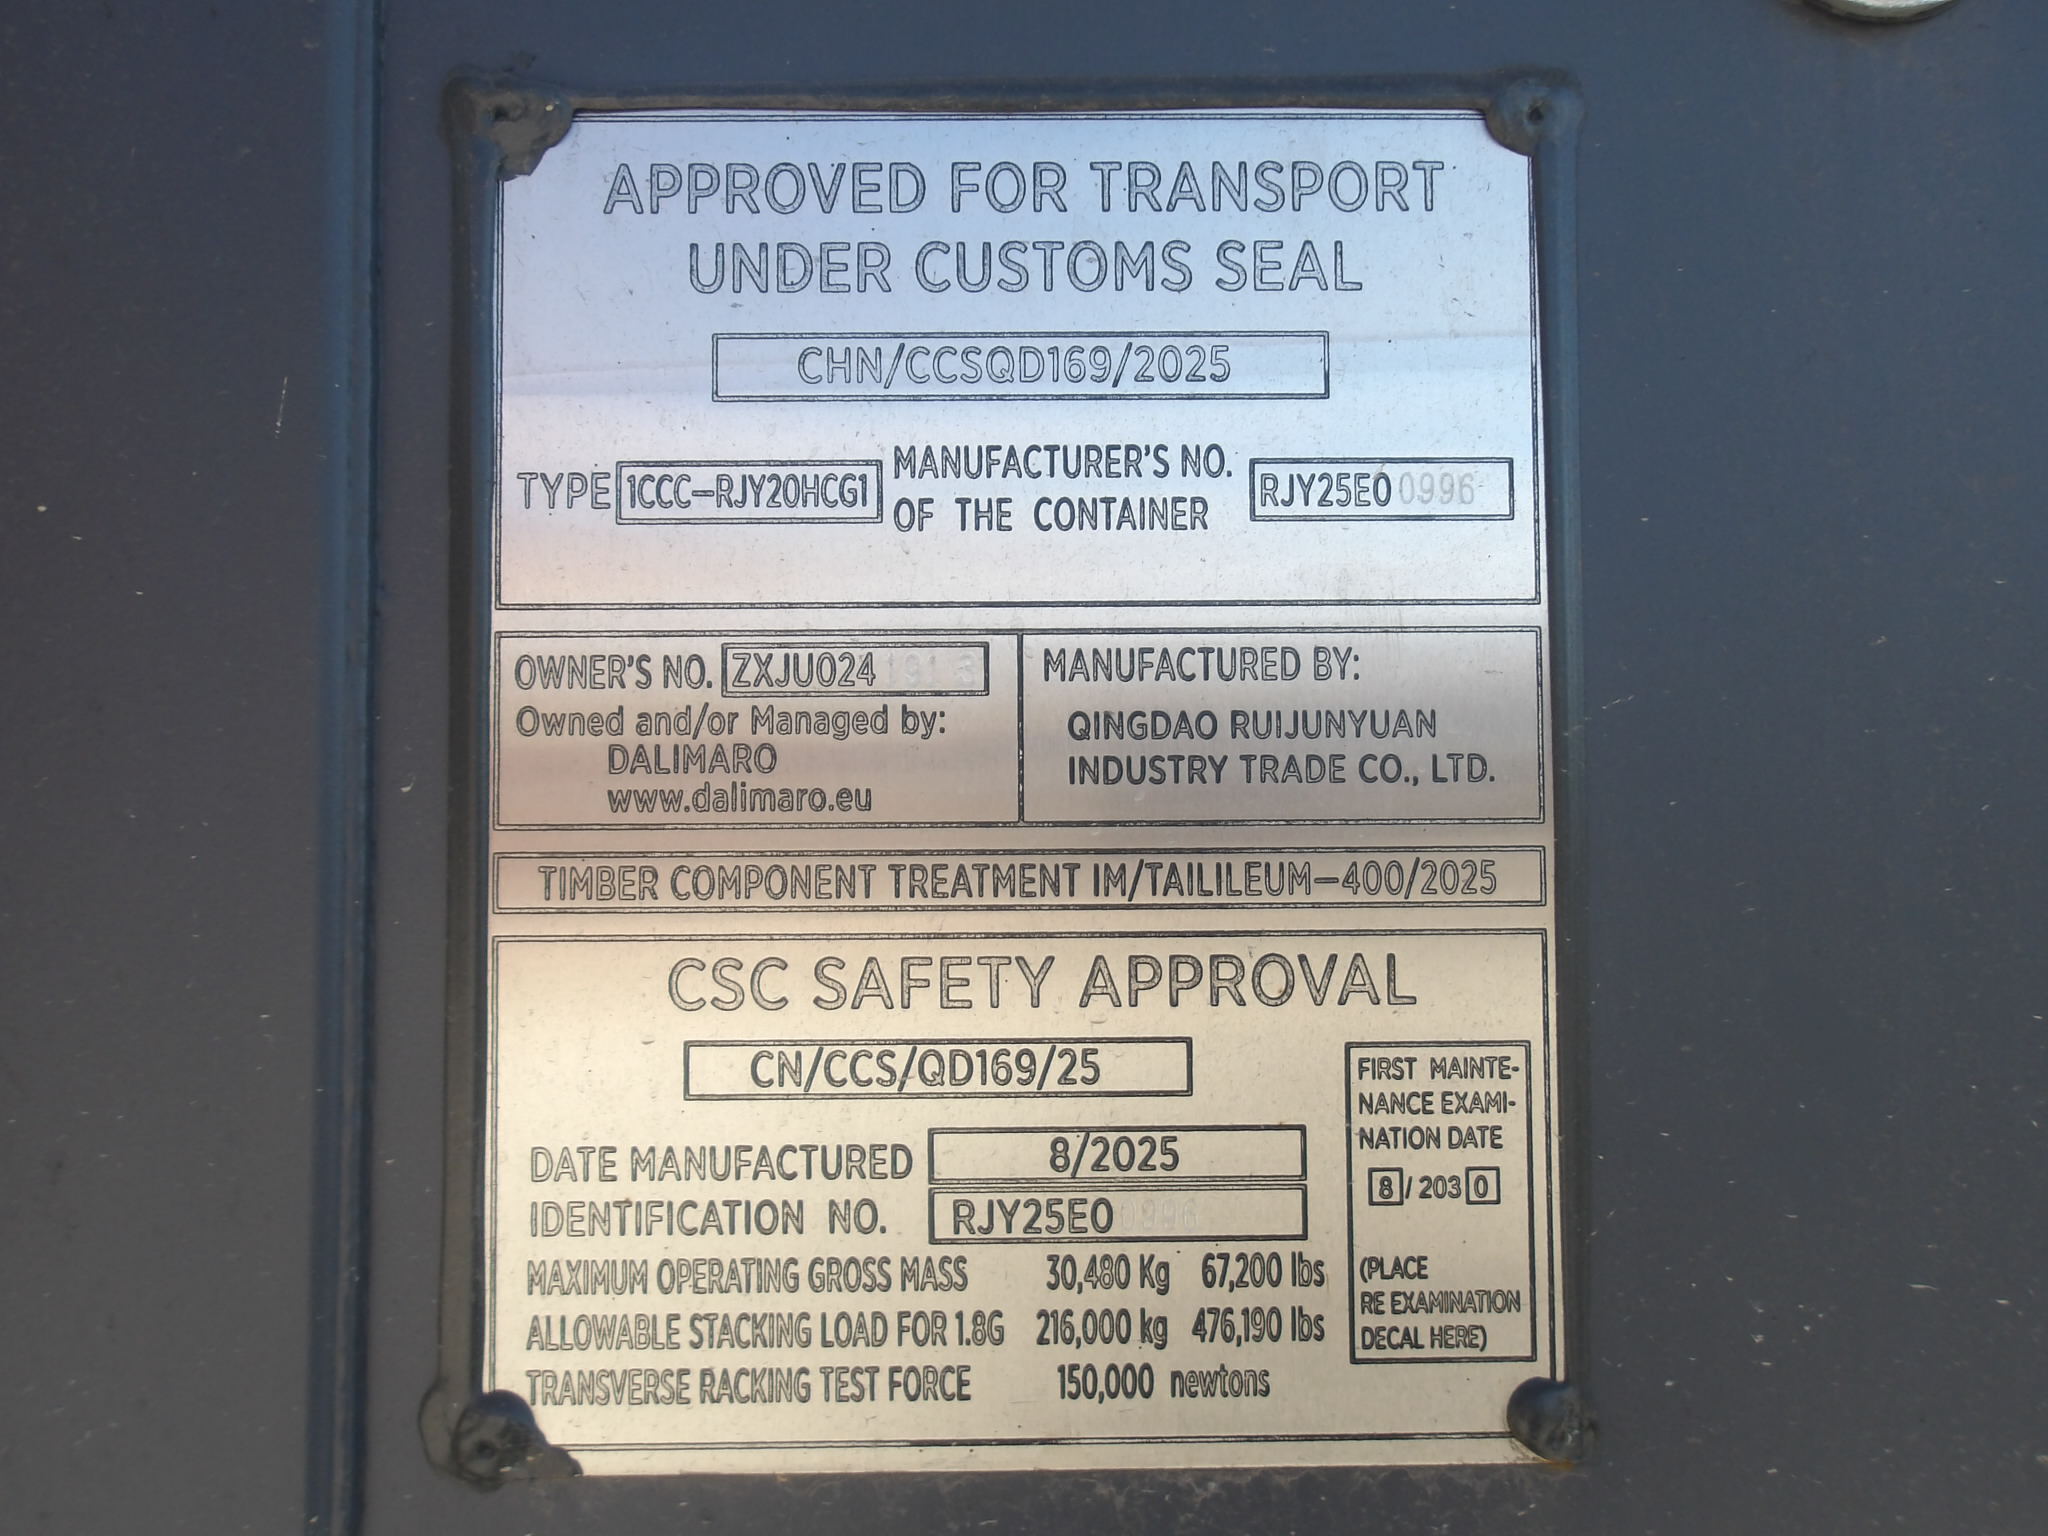 APPROVED FOR TRANSPORT
UNDER CUSTOMS SEAL
CHN/CCSQD169/2025
TYPE 1CCC-RJY20HCG1 MANUFACTURER'S NO. OF THE CONTAINER RJY25E00996
OWNER'S NO. ZXJU024191 3
Owned and/or Managed by:
DALIMARO
www.dalimaro.eu
MANUFACTURED BY:
QINGDAO RUIJUNYUAN
INDUSTRY TRADE CO., LTD.
TIMBER COMPONENT TREATMENT IM/TAILILEUM-400/2025
CSC SAFETY APPROVAL
CN/CCS/QD169/25
DATE MANUFACTURED 8/2025
IDENTIFICATION NO. RJY25E00996
MAXIMUM OPERATING GROSS MASS 30,480 Kg 67,200 lbs
ALLOWABLE STACKING LOAD FOR 1.8G 216,000 kg 476,190 lbs
TRANSVERSE RACKING TEST FORCE 150,000 newtons
FIRST MAINTE-
NANCE EXAMI-
NATION DATE
8/2030
(PLACE
RE EXAMINATION
DECAL HERE)